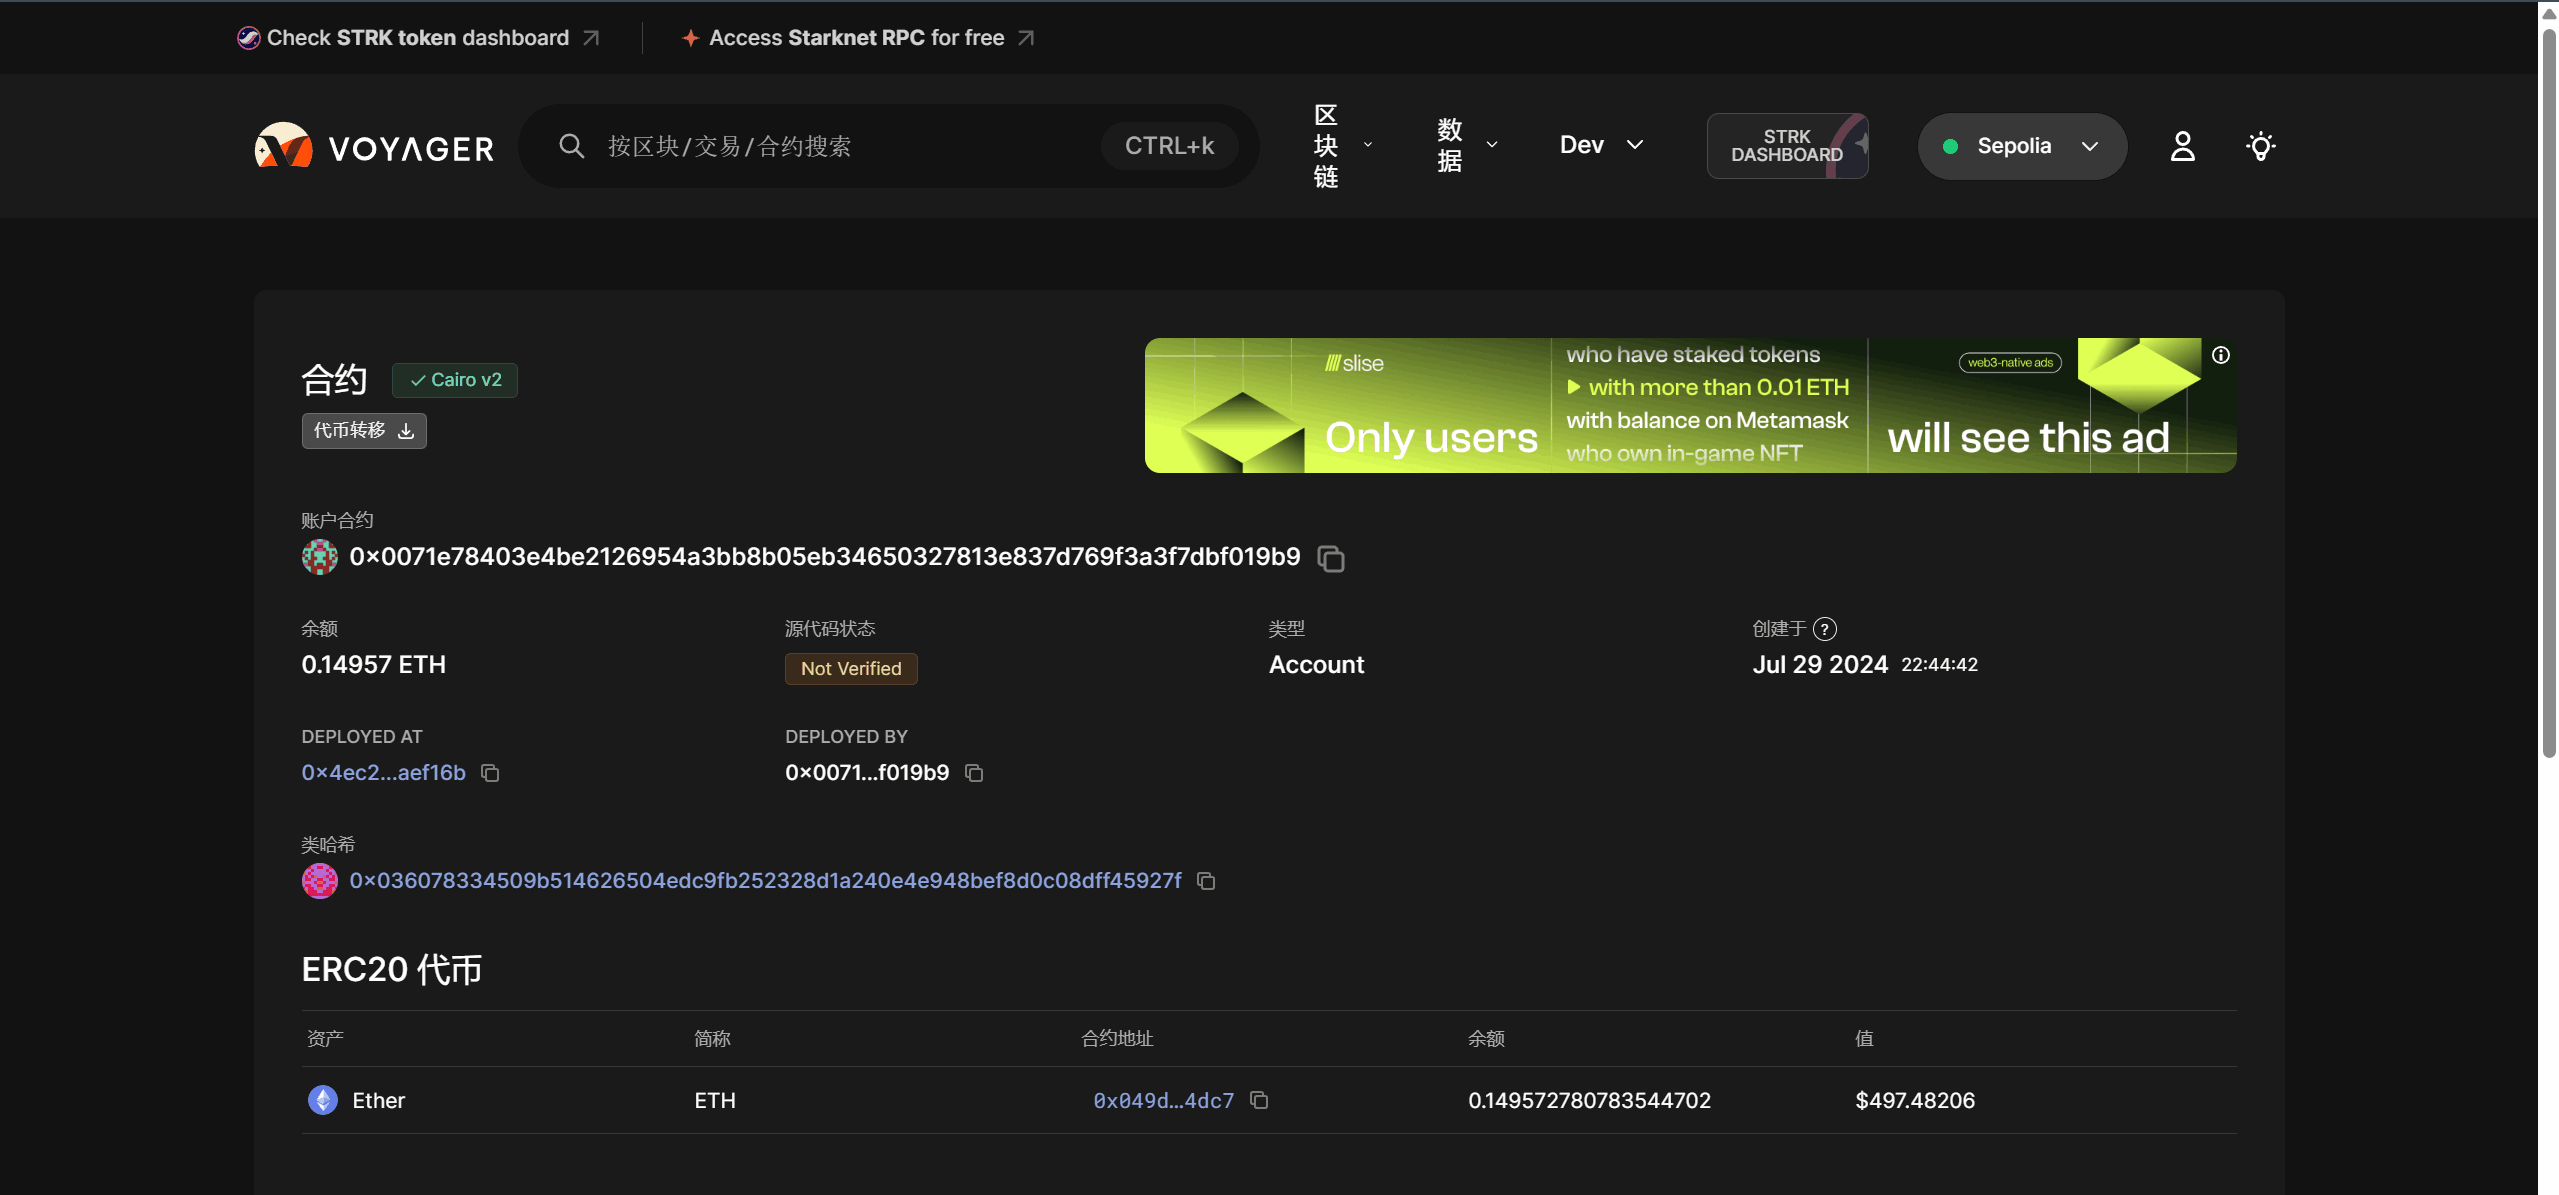 Check STRK token dashboard
Access Starknet RPC for free
VOYAGER
按区块/交易/合约搜索
CTRL+k
区块链
数据
Dev
STRK DASHBOARD
Sepolia
合约
Cairo v2
代币转移
slise
Only users
who have staked tokens
with more than 0.01 ETH
with balance on Metamask
who own in-game NFT
web3-native ads
will see this ad
账户合约
0x0071e78403e4be2126954a3bb8b05eb34650327813e837d769f3a3f7dbf019b9
余额
0.14957 ETH
源代码状态
Not Verified
类型
Account
创建于
Jul 29 2024 22:44:42
DEPLOYED AT
0x4ec2...aef16b
DEPLOYED BY
0x0071...f019b9
类哈希
0x036078334509b514626504edc9fb252328d1a240e4e948bef8d0c08dff45927f
ERC20 代币
资产 简称 合约地址 余额 值
Ether ETH 0x049d…4dc7 0.149572780783544702 $497.48206